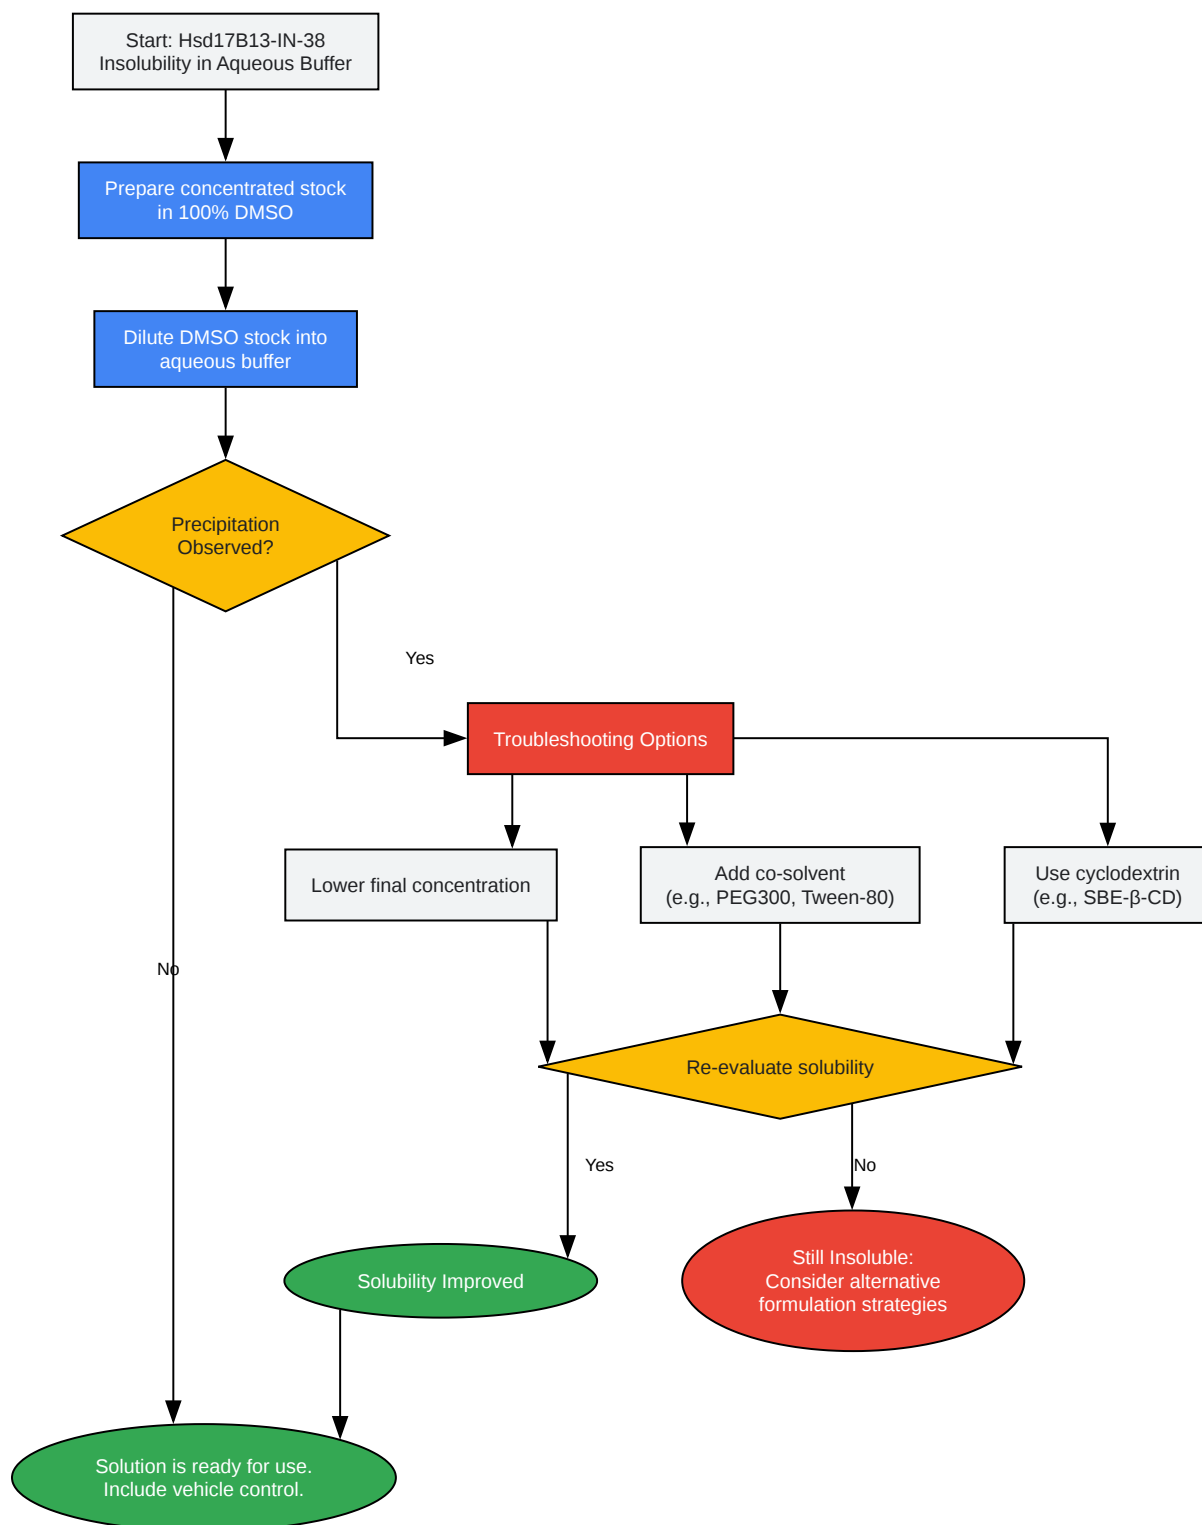 Start: Hsd17B13-IN-38
Insolubility in Aqueous Buffer
Prepare concentrated stock
in 100% DMSO
Dilute DMSO stock into
aqueous buffer
Precipitation
Observed?
Yes
Troubleshooting Options
Lower final concentration
Add co-solvent
(e.g., PEG300, Tween-80)
Use cyclodextrin
(e.g., SBE-β-CD)
No
Re-evaluate solubility
Yes
No
Solubility Improved
Still Insoluble:
Consider alternative
formulation strategies
Solution is ready for use.
Include vehicle control.